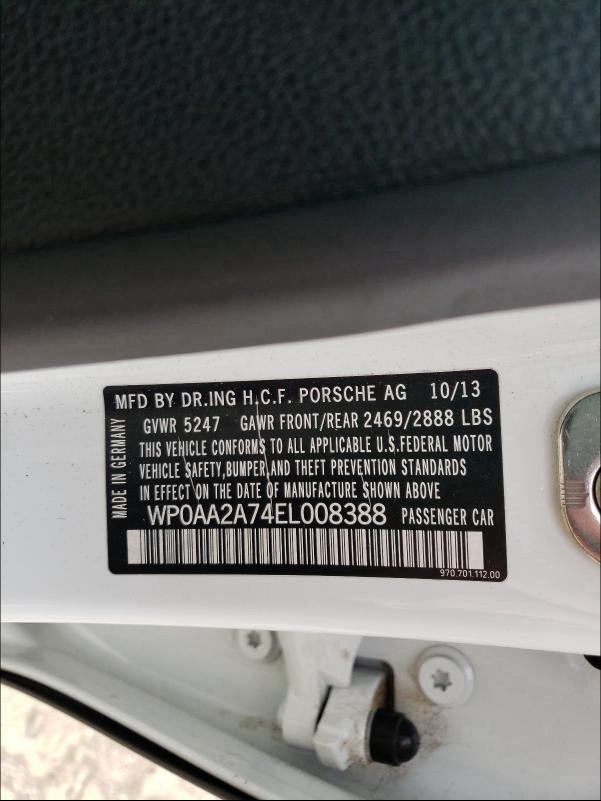 MFD BY DR.ING H.C.F. PORSCHE AG 10/13
GVWR 5247 GAWR FRONT/REAR 2469/2888 LBS
THIS VEHICLE CONFORMS TO ALL APPLICABLE U.S.FEDERAL MOTOR
VEHICLE SAFETY,BUMPER,AND THEFT PREVENTION STANDARDS
IN EFFECT ON DATE OF MANUFACTURE SHOWN ABOVE
WP0AA2A74EL008388 PASSENGER CAR
970.701.112.00
MADE IN GERMANY